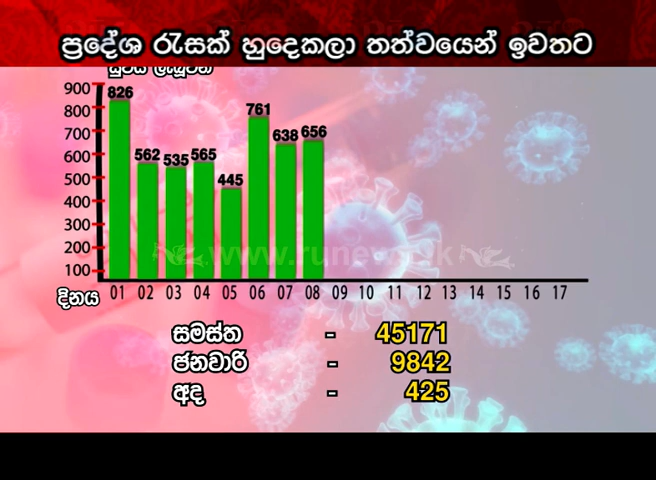 ප්‍රදේශ රැසක් හුදෙකලා තත්වයෙන් ඉවතට
900
800
700
600
500
400
300
200
100
826 562 535 565 445 761 638 656
දිනය 01 02 03 04 05 06 07 08 09 10 11 12 13 14 15 16 17
සමස්ත - 45171
ජනවාරි - 9842
අද - 425